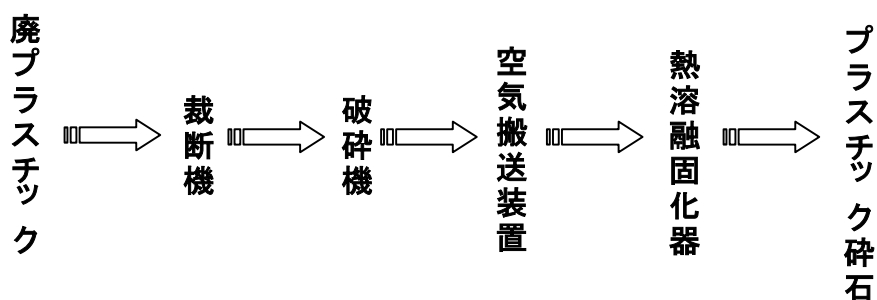 廃プラスチック
裁断機
破砕機
空気搬送装置
熱溶融固化器
プラスチック砕石